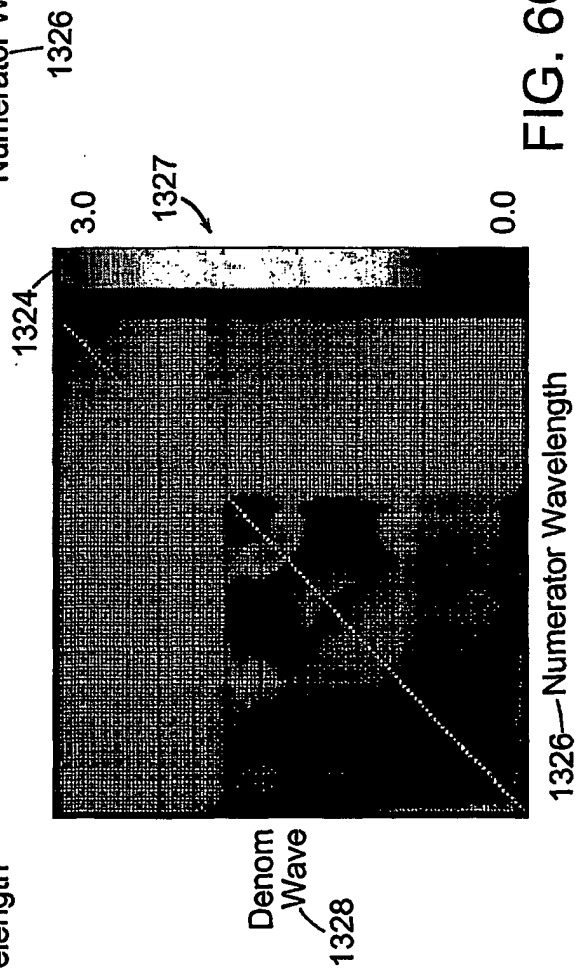 elength
Numerator W
1326
1324
3.0
1327
0.0
Denom
Wave
1328
1326—Numerator Wavelength
FIG. 6